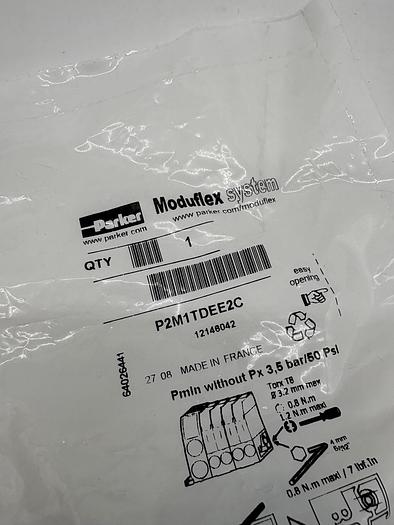 Parker
Moduflex system
www.parker.com
www.parker.com/moduflex
QTY
1
P2M1TDEE2C
12146042
easy
opening
64026441
27 08 MADE IN FRANCE
Pmin without Px 3,5 bar/50 Psi
Torx T8
ø 3.2 mm max
0,8 N.m
1,2 N.m maxi
4 mm
0,8 N.m maxi / 7 lbf.in